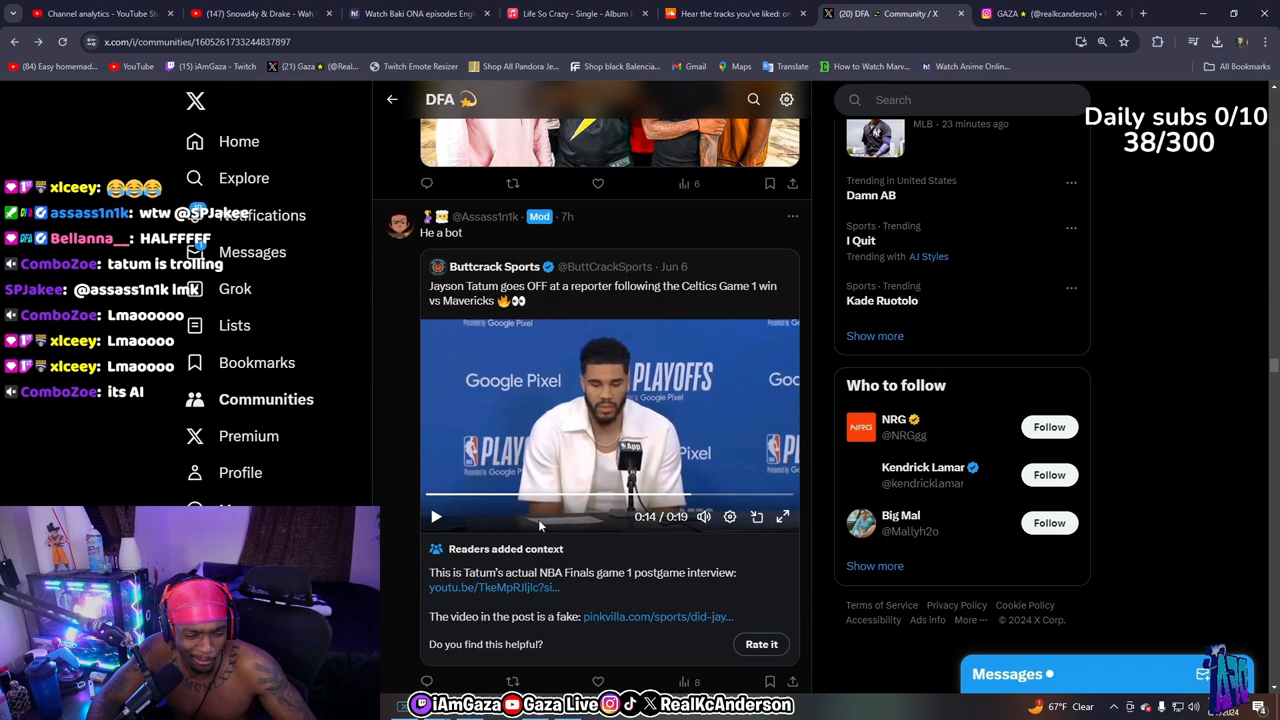 Channel analytics - YouTube St
(147) Snowd4y & Drake - Wah
Watch Baki ONA episodes Engl
Life So Crazy - Single - Album b
Hear the tracks you've liked: on
(20) DFA Community / X
GAZA ★ (@realkcanderson) •
x.com/i/communities/1605261733244837897
(84) Easy homemad...
YouTube
(15) iAmGaza - Twitch
(21) Gaza ★ (@Real...
Twitch Emote Resizer
Shop All Pandora Je...
Shop black Balencia...
Gmail
Maps
Translate
How to Watch Marv...
Watch Anime Onlin...
All Bookmarks
Home
Explore
Notifications
Messages
Grok
Lists
Bookmarks
Communities
Premium
Profile
xlceey: 😂😂😂
assass1n1k: wtw @SPJakee
Bellanna__: HALFFFFF
ComboZoe: tatum is trolling
SPJakee: @assass1n1k lmk
ComboZoe: Lmaooooo
xlceey: Lmaoooo
xlceey: Lmaoooo
ComboZoe: its AI
DFA 💫
6
@Assass1n1k · Mod · 7h
He a bot
Buttcrack Sports @ButtCrackSports · Jun 6
Jayson Tatum goes OFF at a reporter following the Celtics Game 1 win
vs Mavericks 🔥👀
Presented by Google Pixel
Google Pixel
PLAYOFFS
Google Pixel
0:14 / 0:19
Readers added context
This is Tatum's actual NBA Finals game 1 postgame interview:
youtu.be/TkeMpRJljlc?si...
The video in the post is a fake: pinkvilla.com/sports/did-jay...
Do you find this helpful?
Rate it
8
Search
Daily subs 0/10
38/300
MLB · 23 minutes ago
Trending in United States
Damn AB
Sports · Trending
I Quit
Trending with AJ Styles
Sports · Trending
Kade Ruotolo
Show more
Who to follow
NRG
@NRGgg
Follow
Kendrick Lamar
@kendricklamar
Follow
Big Mal
@Mallyh2o
Follow
Show more
Terms of Service Privacy Policy Cookie Policy
Accessibility Ads info More ··· © 2024 X Corp.
Messages
iAmGaza Gaza Live RealKcAnderson
67°F Clear